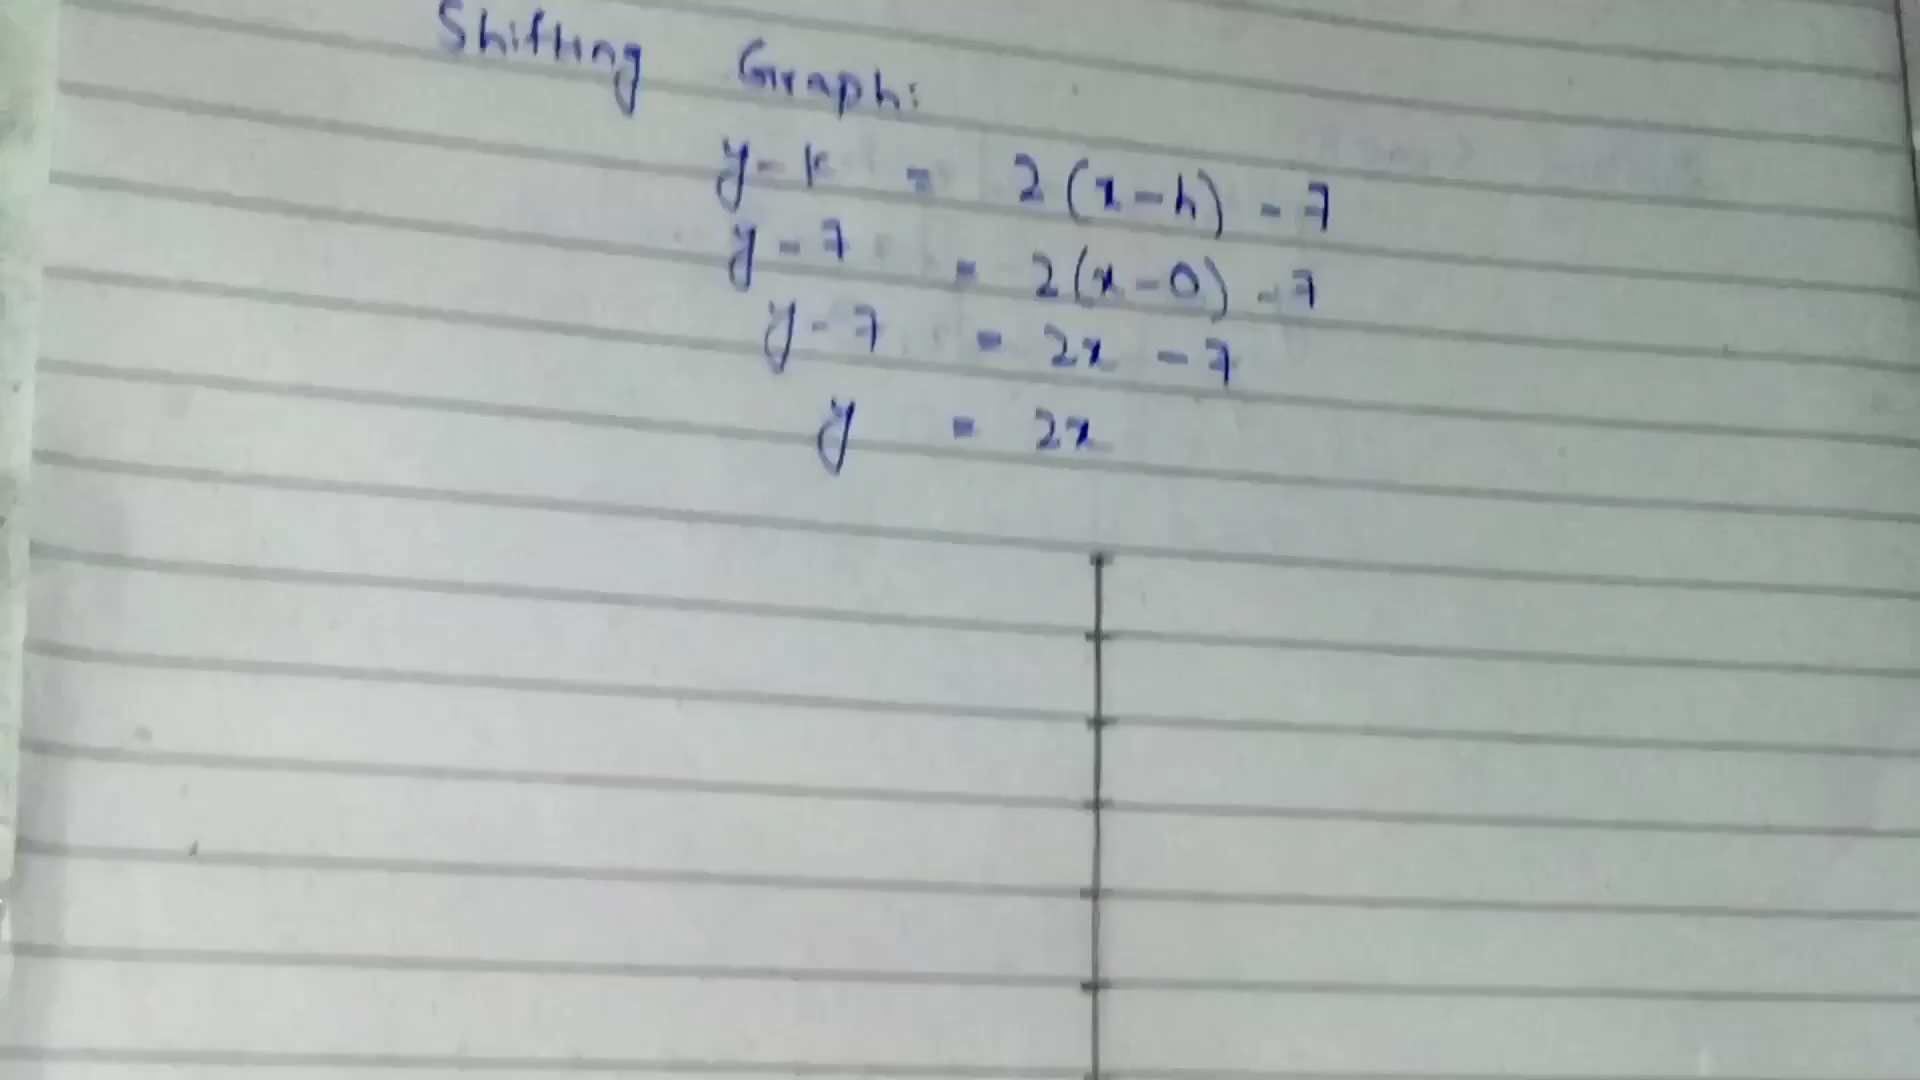 Shifting Graph:
y - k = 2(x - h) - 7
y - 7 = 2(x - 0) - 7
y - 7 = 2x - 7
y = 2x